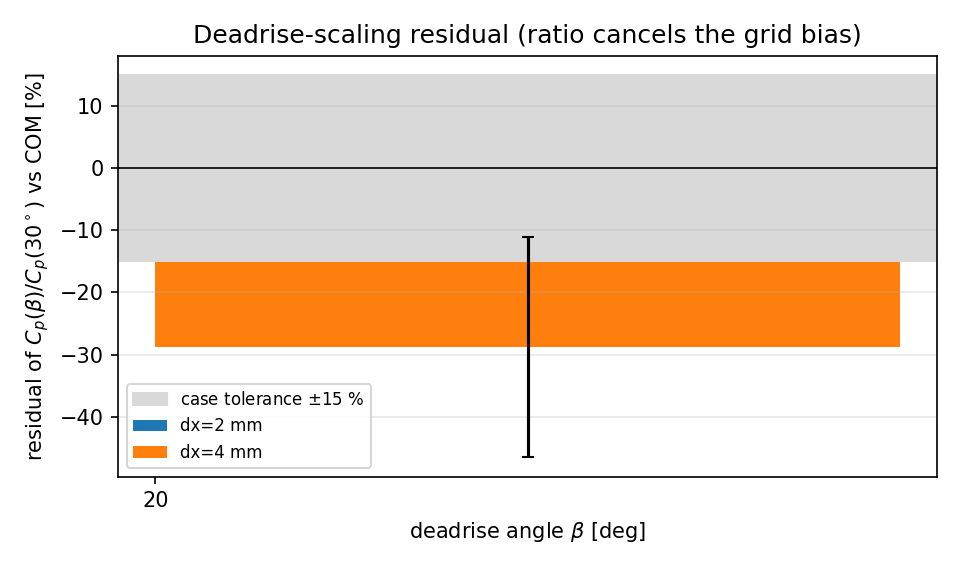 Deadrise-scaling residual (ratio cancels the grid bias)
residual of $C_p(\beta)/C_p(30^\circ)$ vs COM [%]
10
0
−10
−20
−30
−40
case tolerance ±15 %
dx=2 mm
dx=4 mm
20
deadrise angle β [deg]